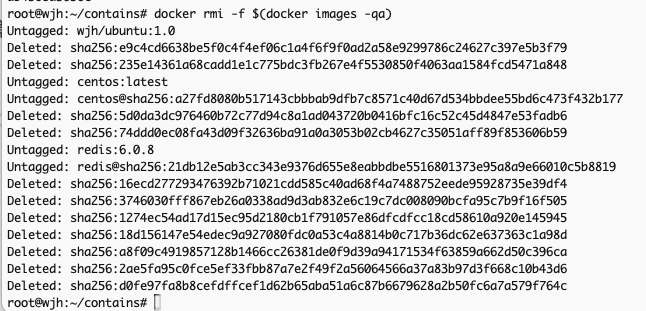 root@wjh:~/contains# docker rmi -f $(docker images -qa)
Untagged: wjh/ubuntu:1.0
Deleted: sha256:e9c4cd6638be5f0c4f4ef06c1a4f6f9f0ad2a58e9299786c24627c397e5b3f79
Deleted: sha256:235e14361a68cadd1e1c775bdc3fb267e4f5530850f4063aa1584fcd5471a848
Untagged: centos:latest
Untagged: centos@sha256:a27fd8080b517143cbbbab9dfb7c8571c40d67d534bbdee55bd6c473f432b177
Deleted: sha256:5d0da3dc976460b72c77d94c8a1ad043720b0416bfc16c52c45d4847e53fadb6
Deleted: sha256:74ddd0ec08fa43d09f32636ba91a0a3053b02cb4627c35051aff89f853606b59
Untagged: redis:6.0.8
Untagged: redis@sha256:21db12e5ab3cc343e9376d655e8eabbdbe5516801373e95a8a9e66010c5b8819
Deleted: sha256:16ecd277293476392b71021cdd585c40ad68f4a7488752eede95928735e39df4
Deleted: sha256:3746030fff867eb26a0338ad9d3ab832e6c19c7dc008090bcfa95c7b9f16f505
Deleted: sha256:1274ec54ad17d15ec95d2180cb1f791057e86dfcdfcc18cd58610a920e145945
Deleted: sha256:18d156147e54edec9a927080fdc0a53c4a8814b0c717b36dc62e637363c1a98d
Deleted: sha256:a8f09c4919857128b1466cc26381de0f9d39a94171534f63859a662d50c396ca
Deleted: sha256:2ae5fa95c0fce5ef33fbb87a7e2f49f2a56064566a37a83b97d3f668c10b43d6
Deleted: sha256:d0fe97fa8b8cefdffcef1d62b65aba51a6c87b6679628a2b50fc6a7a579f764c
root@wjh:~/contains#